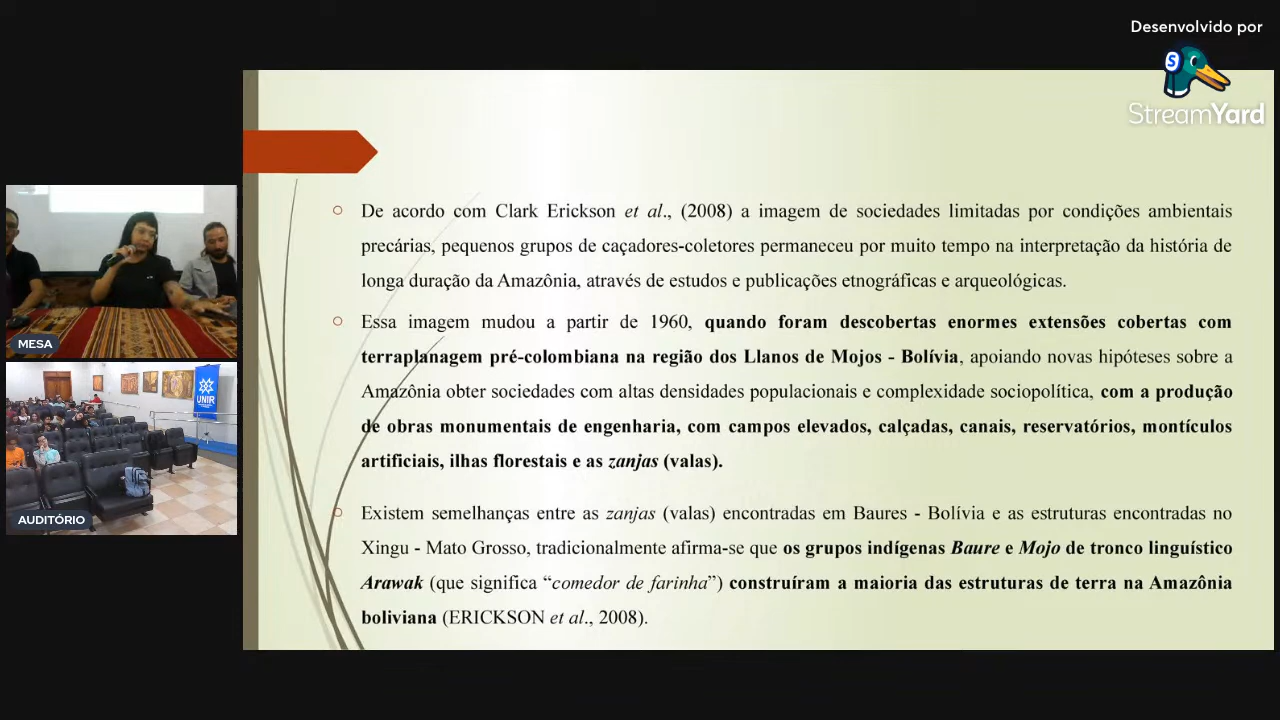 Desenvolvido por
StreamYard
De acordo com Clark Erickson et al., (2008) a imagem de sociedades limitadas por condições ambientais
precárias, pequenos grupos de caçadores-coletores permaneceu por muito tempo na interpretação da história de
longa duração da Amazônia, através de estudos e publicações etnográficas e arqueológicas.
Essa imagem mudou a partir de 1960, quando foram descobertas enormes extensões cobertas com
terraplanagem pré-colombiana na região dos Llanos de Mojos - Bolívia, apoiando novas hipóteses sobre a
Amazônia obter sociedades com altas densidades populacionais e complexidade sociopolítica, com a produção
de obras monumentais de engenharia, com campos elevados, calçadas, canais, reservatórios, montículos
artificiais, ilhas florestais e as zanjas (valas).
Existem semelhanças entre as zanjas (valas) encontradas em Baures - Bolívia e as estruturas encontradas no
Xingu - Mato Grosso, tradicionalmente afirma-se que os grupos indígenas Baure e Mojo de tronco linguístico
Arawak (que significa “comedor de farinha”) construíram a maioria das estruturas de terra na Amazônia
boliviana (ERICKSON et al., 2008).
MESA
UNIR
AUDITÓRIO